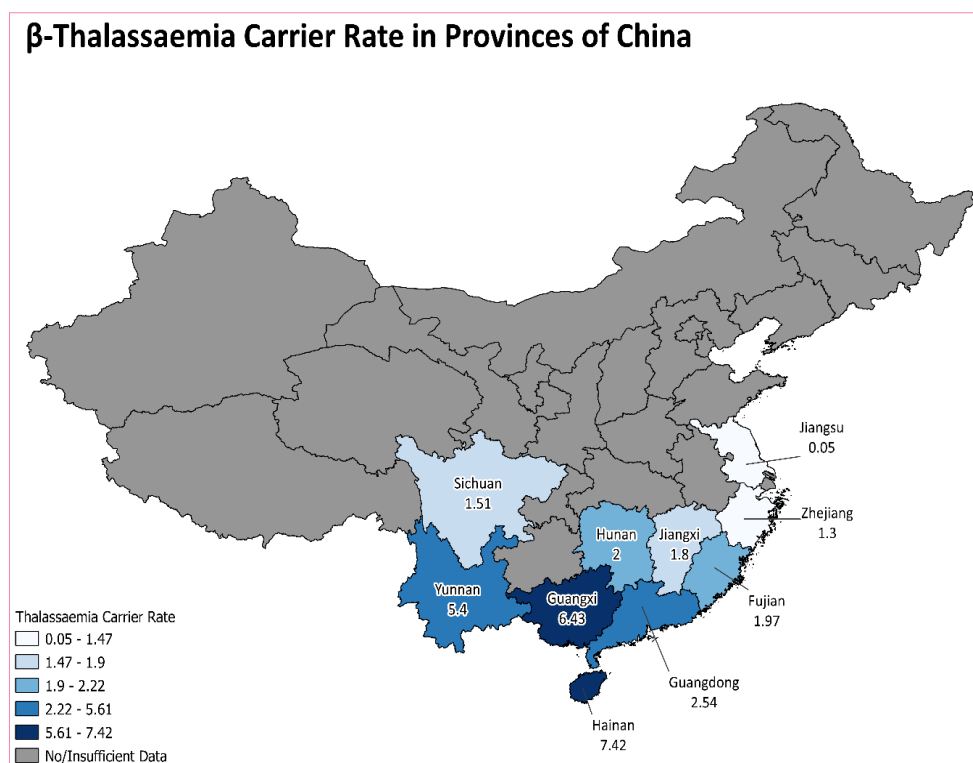 β-Thalassaemia Carrier Rate in Provinces of China
Jiangsu
0.05
Sichuan
1.51
Zhejiang
1.3
Hunan
2
Jiangxi
1.8
Yunnan
5.4
Guangxi
6.43
Fujian
1.97
Guangdong
2.54
Hainan
7.42
Thalassaemia Carrier Rate
0.05 - 1.47
1.47 - 1.9
1.9 - 2.22
2.22 - 5.61
5.61 - 7.42
No/Insufficient Data